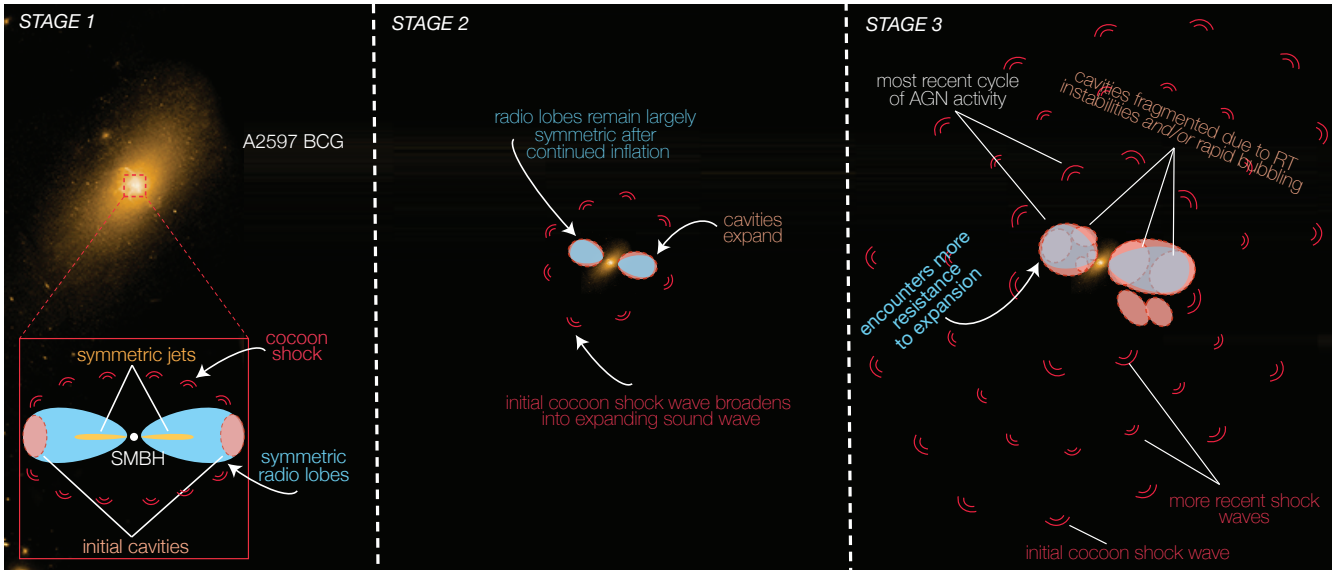 STAGE 1
A2597 BCG
cocoon
shock
symmetric jets
SMBH
symmetric
radio lobes
initial cavities
STAGE 2
radio lobes remain largely
symmetric after
continued inflation
cavities
expand
initial cocoon shock wave broadens
into expanding sound wave
STAGE 3
most recent cycle
of AGN activity
cavities fragmented due to RT
instabilities and/or rapid bubbling
encounters more
resistance
to expansion
more recent shock
waves
initial cocoon shock wave